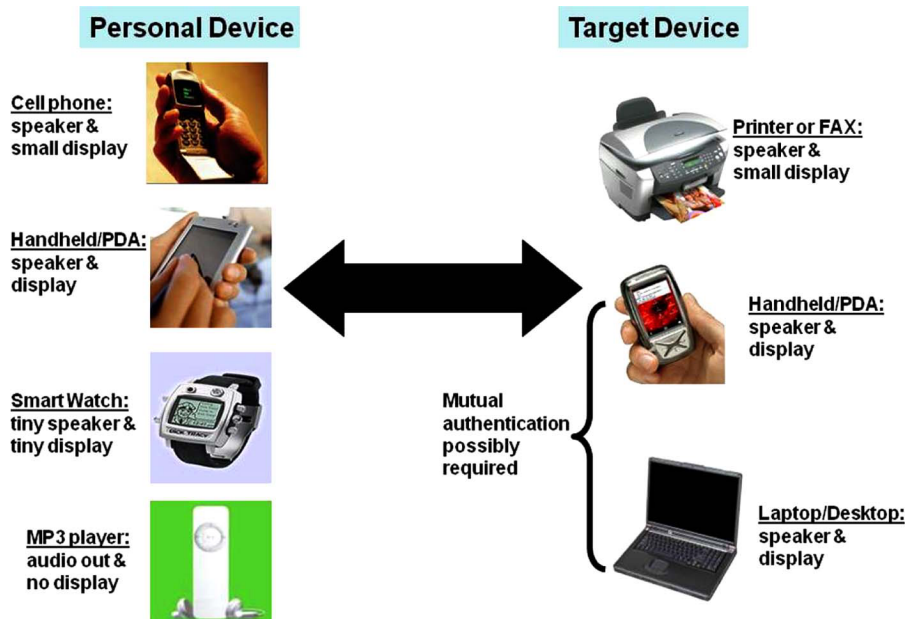 Personal Device
Target Device
Cell phone:
speaker &
small display
Handheld/PDA:
speaker &
display
Smart Watch:
tiny speaker &
tiny display
DICK TRACY
MP3 player:
audio out &
no display
Mutual
authentication
possibly
required
Printer or FAX:
speaker &
small display
Handheld/PDA:
speaker &
display
Laptop/Desktop:
speaker &
display